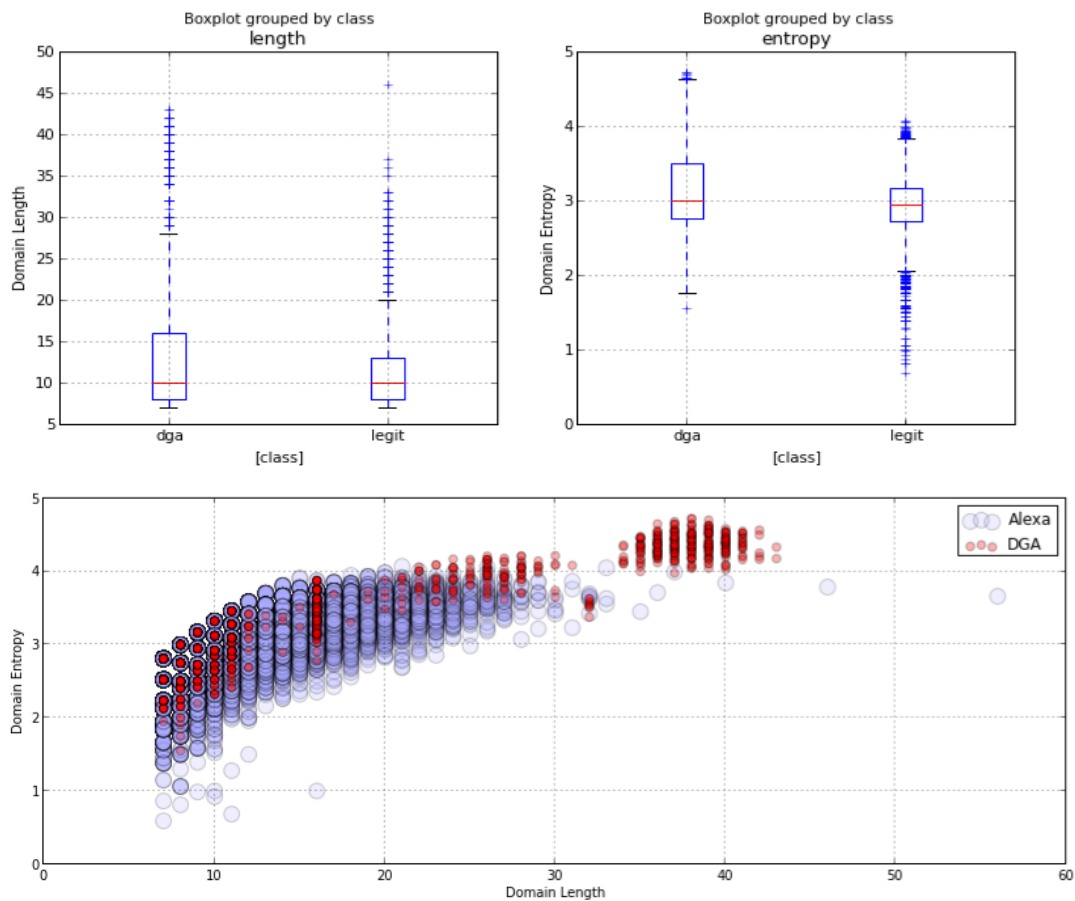 Boxplot grouped by class
length
50
45
40
35
30
25
20
15
10
5
Domain Length
dga
legit
[class]
Boxplot grouped by class
entropy
5
4
3
2
1
0
Domain Entropy
dga
legit
[class]
5
4
3
2
1
0
Domain Entropy
Alexa
DGA
0
10
20
30
40
50
60
Domain Length